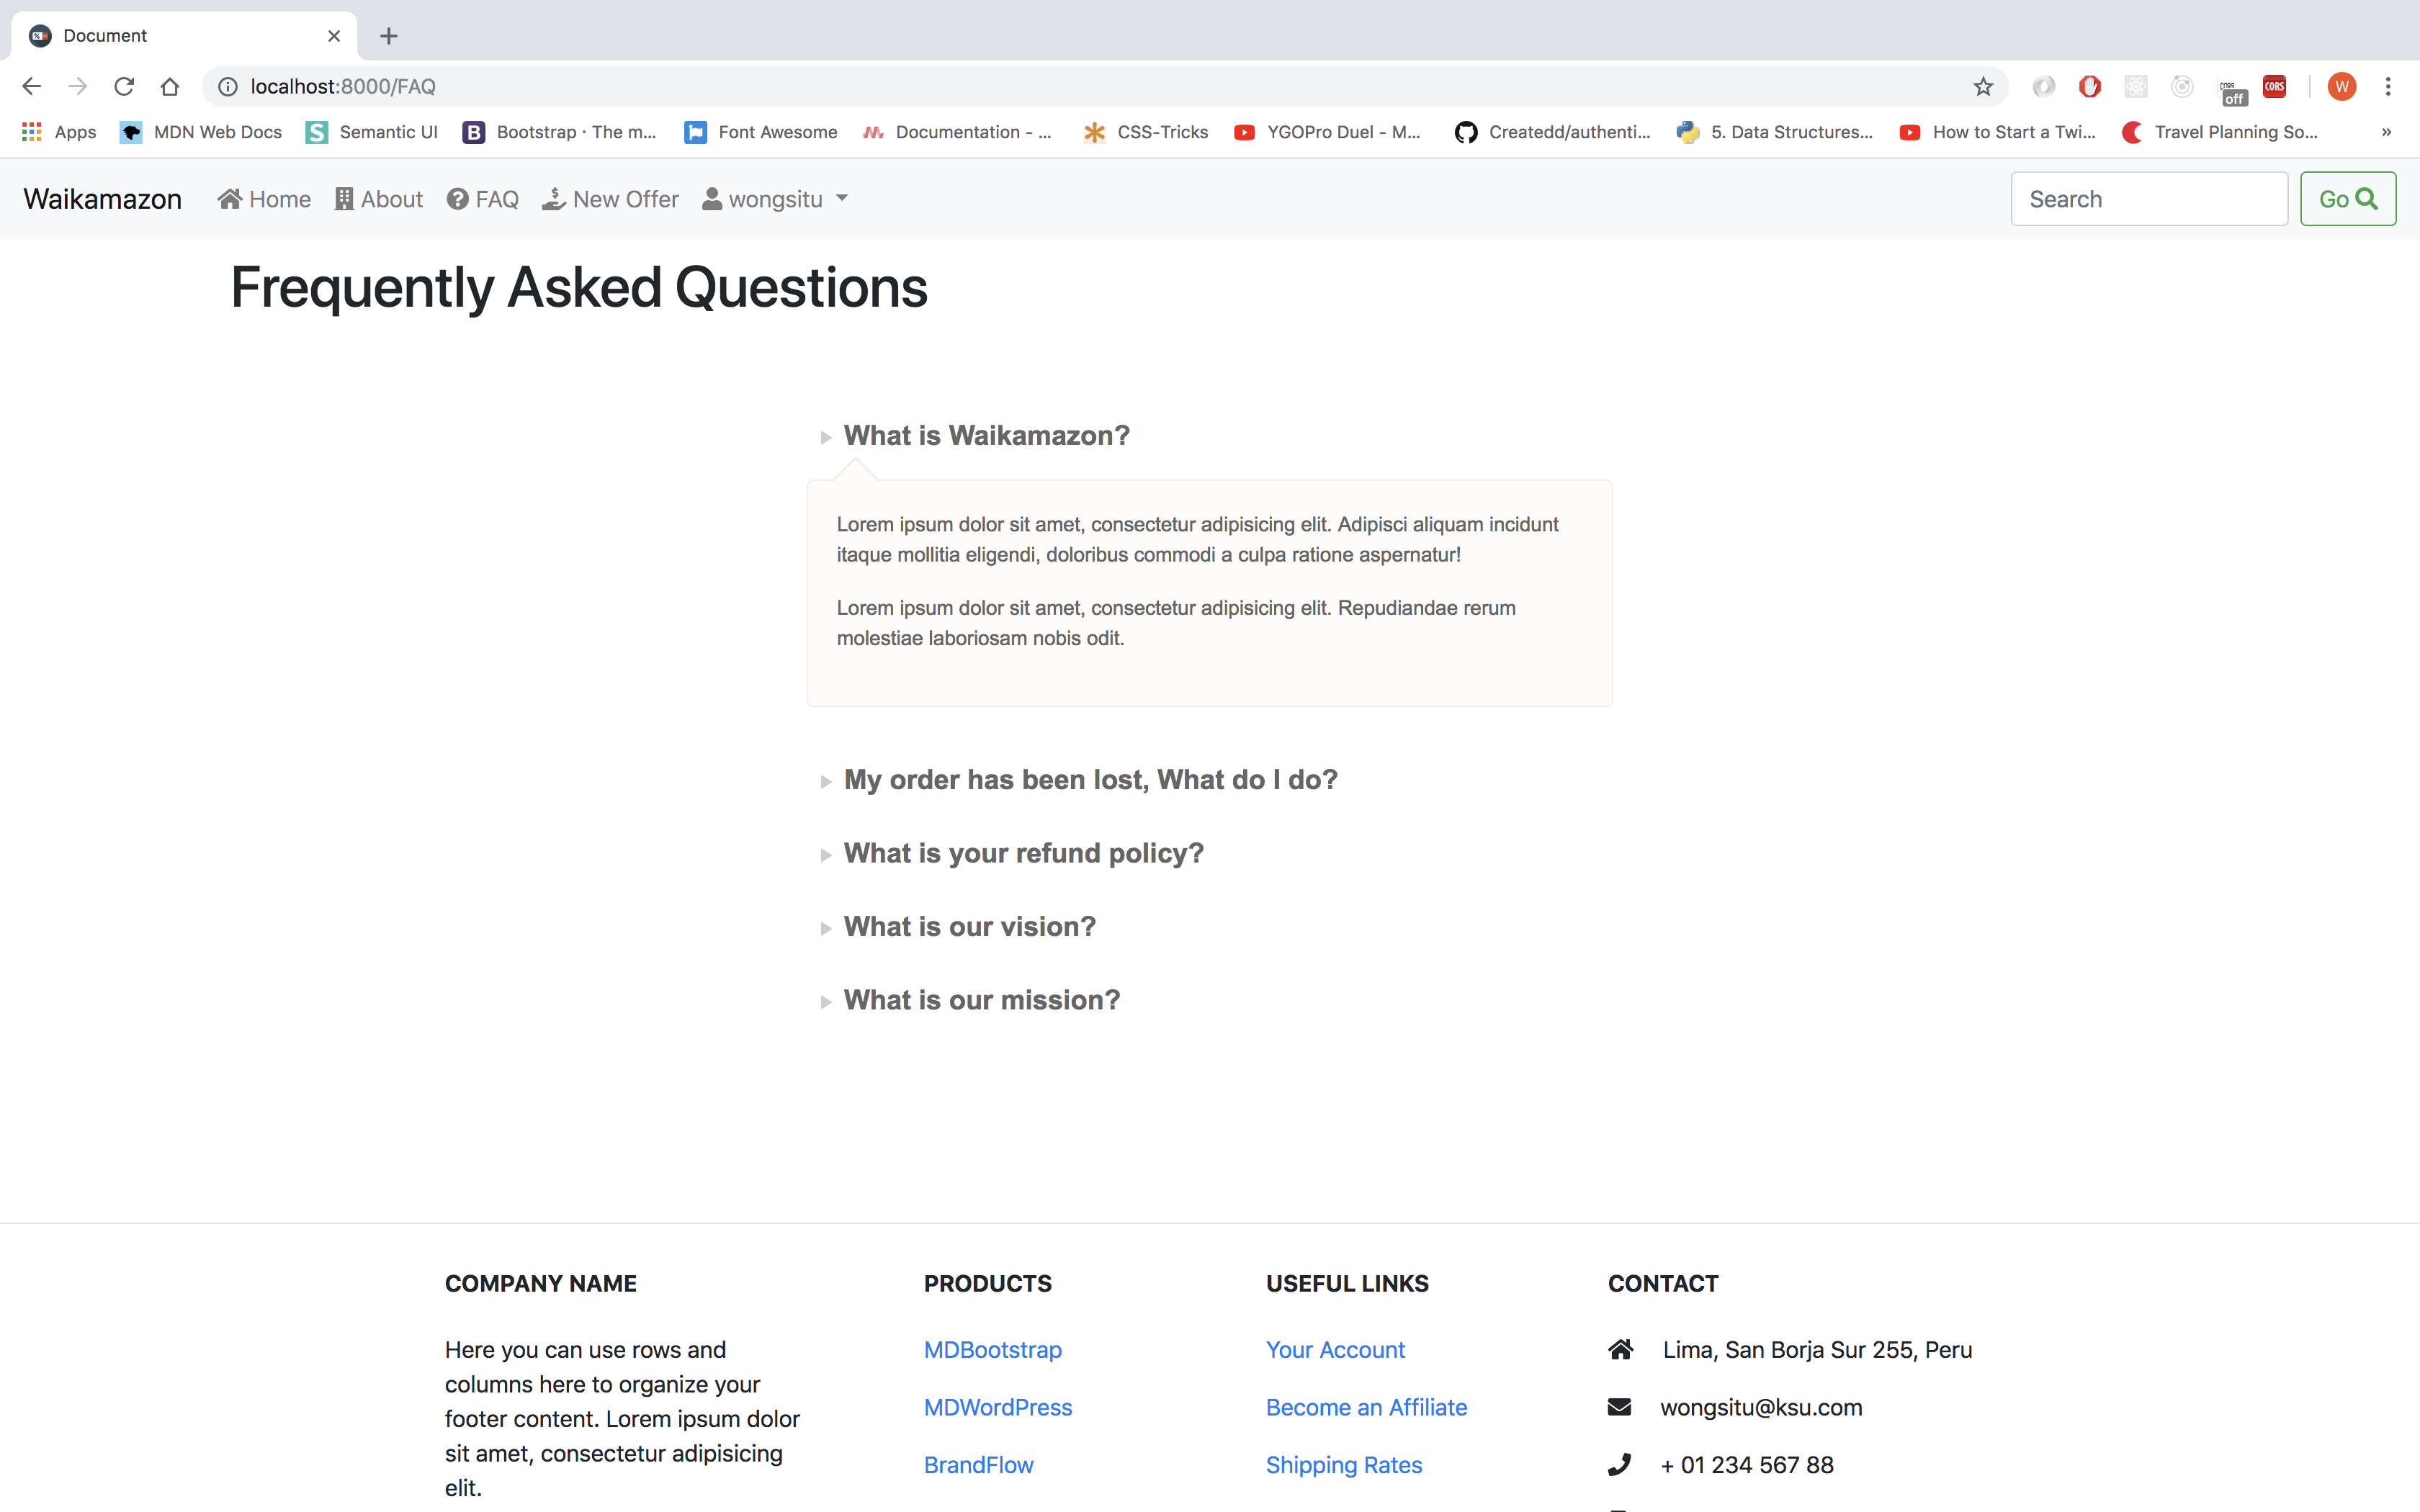 Document
localhost:8000/FAQ
off
CORS
W
Apps
MDN Web Docs
Semantic UI
Bootstrap · The m...
Font Awesome
Documentation - ...
CSS-Tricks
YGOPro Duel - M...
Createdd/authenti...
5. Data Structures...
How to Start a Twi...
Travel Planning So...
»
Waikamazon
Home
About
FAQ
New Offer
wongsitu
Search
Go
Frequently Asked Questions
What is Waikamazon?
Lorem ipsum dolor sit amet, consectetur adipisicing elit. Adipisci aliquam incidunt
itaque mollitia eligendi, doloribus commodi a culpa ratione aspernatur!
Lorem ipsum dolor sit amet, consectetur adipisicing elit. Repudiandae rerum
molestiae laboriosam nobis odit.
My order has been lost, What do I do?
What is your refund policy?
What is our vision?
What is our mission?
COMPANY NAME
Here you can use rows and
columns here to organize your
footer content. Lorem ipsum dolor
sit amet, consectetur adipisicing
elit.
PRODUCTS
MDBootstrap
MDWordPress
BrandFlow
USEFUL LINKS
Your Account
Become an Affiliate
Shipping Rates
CONTACT
Lima, San Borja Sur 255, Peru
wongsitu@ksu.com
+ 01 234 567 88